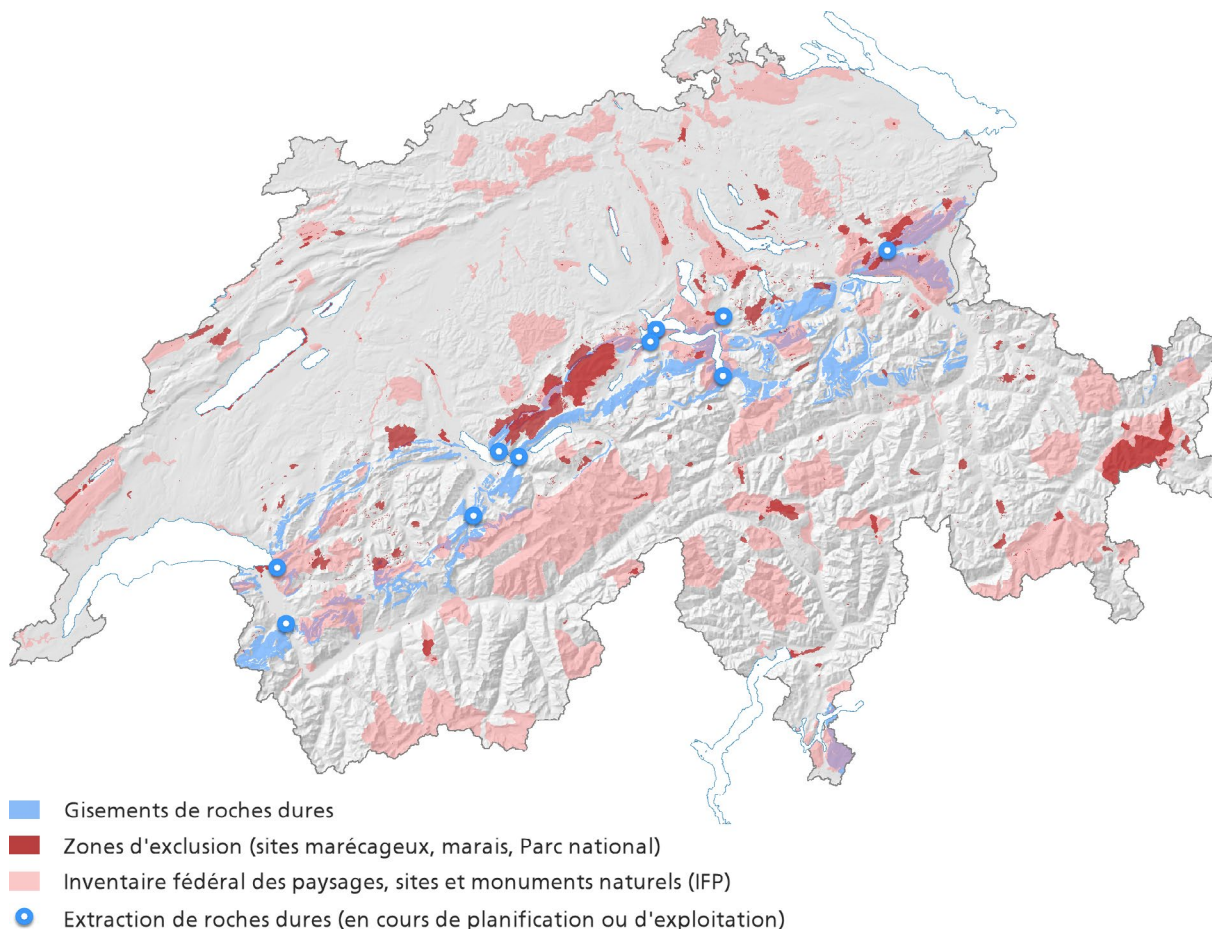 Gisements de roches dures
Zones d'exclusion (sites marécageux, marais, Parc national)
Inventaire fédéral des paysages, sites et monuments naturels (IFP)
Extraction de roches dures (en cours de planification ou d'exploitation)